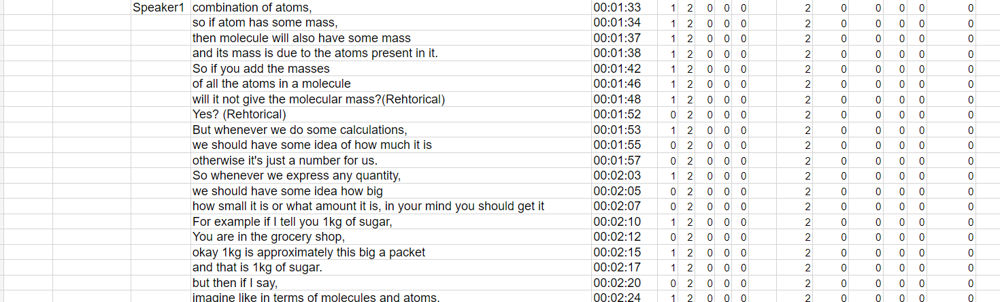 Speaker1 combination of atoms, 00:01:33 1 2 0 0 0 2 0 0 0 0 0
so if atom has some mass, 00:01:34 1 2 0 0 0 2 0 0 0 0 0
then molecule will also have some mass 00:01:37 1 2 0 0 0 2 0 0 0 0 0
and its mass is due to the atoms present in it. 00:01:38 1 2 0 0 0 2 0 0 0 0 0
So if you add the masses 00:01:42 1 2 0 0 0 2 0 0 0 0 0
of all the atoms in a molecule 00:01:46 1 2 0 0 0 2 0 0 0 0 0
will it not give the molecular mass?(Rehtorical) 00:01:48 1 2 0 0 0 2 0 0 0 0 0
Yes? (Rehtorical) 00:01:52 0 2 0 0 0 2 0 0 0 0 0
But whenever we do some calculations, 00:01:53 1 2 0 0 0 2 0 0 0 0 0
we should have some idea of how much it is 00:01:55 0 2 0 0 0 2 0 0 0 0 0
otherwise it's just a number for us. 00:01:57 0 2 0 0 0 2 0 0 0 0 0
So whenever we express any quantity, 00:02:03 1 2 0 0 0 2 0 0 0 0 0
we should have some idea how big 00:02:05 0 2 0 0 0 2 0 0 0 0 0
how small it is or what amount it is, in your mind you should get it 00:02:07 0 2 0 0 0 2 0 0 0 0 0
For example if I tell you 1kg of sugar, 00:02:10 1 2 0 0 0 2 0 0 0 0 0
You are in the grocery shop, 00:02:12 0 2 0 0 0 2 0 0 0 0 0
okay 1kg is approximately this big a packet 00:02:15 1 2 0 0 0 2 0 0 0 0 0
and that is 1kg of sugar. 00:02:17 1 2 0 0 0 2 0 0 0 0 0
but then if I say, 00:02:20 0 2 0 0 0 2 0 0 0 0 0
imagine like in terms of molecules and atoms. 00:02:24 1 2 0 0 0 2 0 0 0 0 0